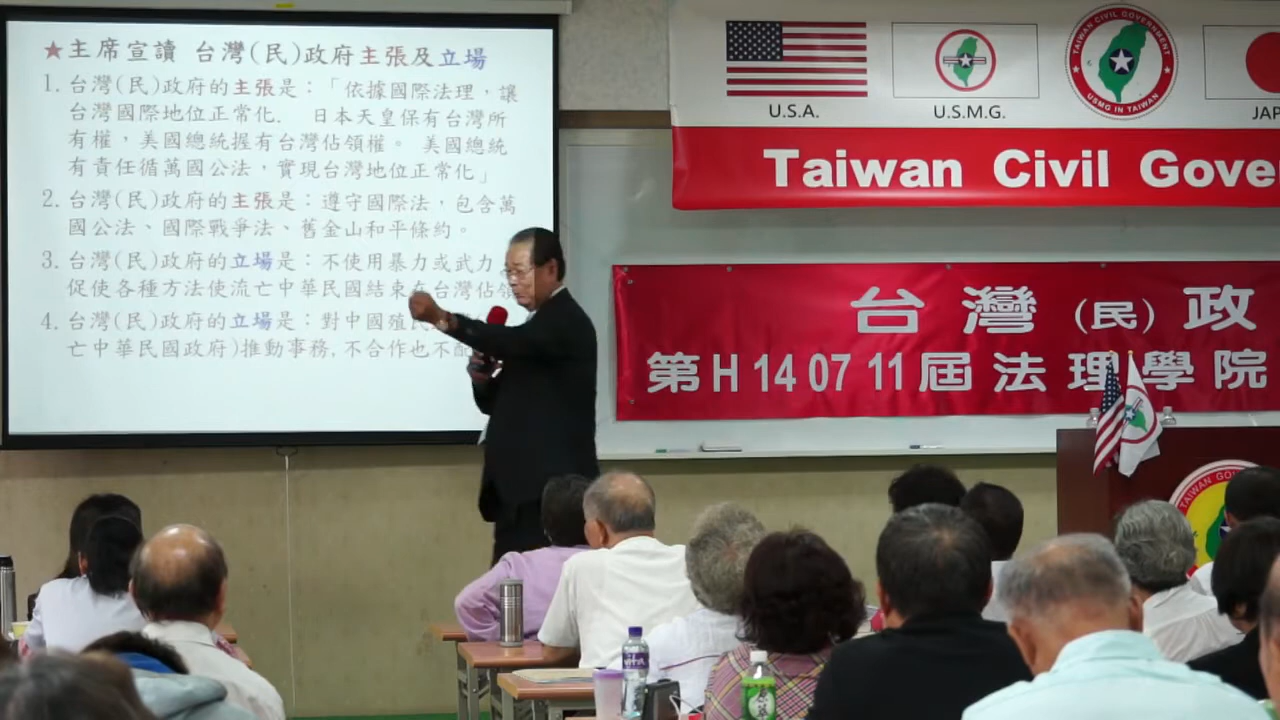 ★主席宣讀 台灣(民)政府主張及立場
1. 台灣(民)政府的主張是：「依據國際法理，讓
台灣國際地位正常化. 日本天皇保有台灣所
有權，美國總統握有台灣佔領權。 美國總統
有責任循萬國公法，實現台灣地位正常化」
2. 台灣(民)政府的主張是：遵守國際法，包含萬
國公法、國際戰爭法、舊金山和平條約。
3. 台灣(民)政府的立場是：不使用暴力或武力
促使各種方法使流亡中華民國結束在台灣佔領
4. 台灣(民)政府的立場是：對中國殖民
亡中華民國政府)推動事務,不合作也不配
U.S.A.
U.S.M.G.
TAIWAN CIVIL GOVERNMENT
USMG IN TAIWAN
JAP
Taiwan Civil Gove
台灣(民)政
第H 14 07 11屆法理學院
TAIWAN GO